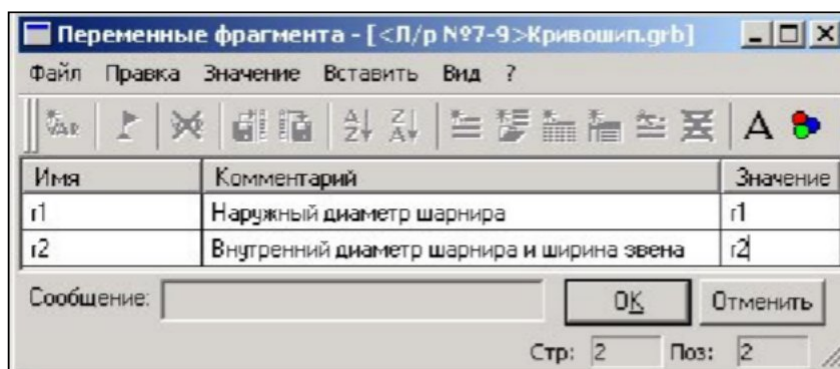 Переменные фрагмента - [<Л/р №7-9>Кривошип.grb]
Файл Правка Значение Вставить Вид ?
VAR A Z Z A A
Имя Комментарий Значение
r1 Наружный диаметр шарнира r1
r2 Внутренний диаметр шарнира и ширина звена r2
Сообщение: OK Отменить
Стр: 2 Поз: 2